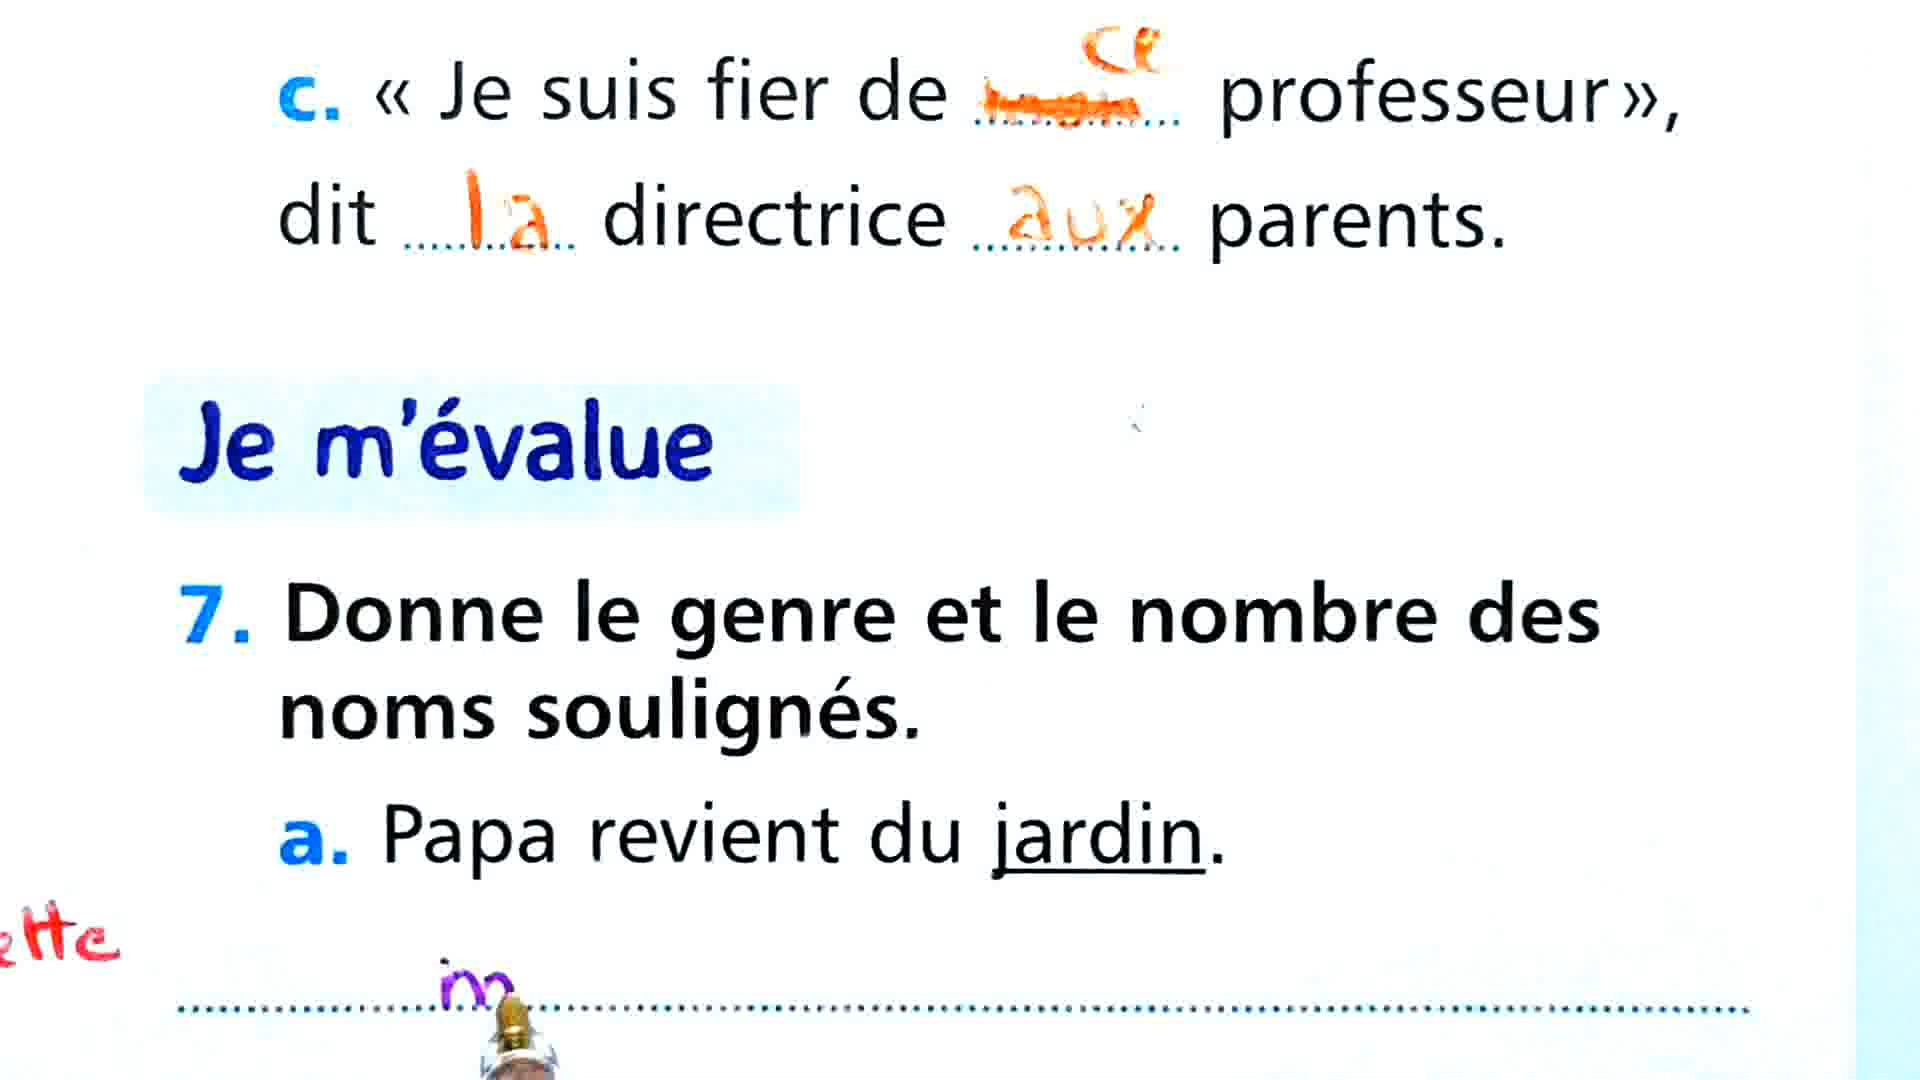 c. « Je suis fier de ce professeur »,
dit la directrice aux parents.
Je m'évalue
7. Donne le genre et le nombre des
noms soulignés.
a. Papa revient du jardin.
ette
m